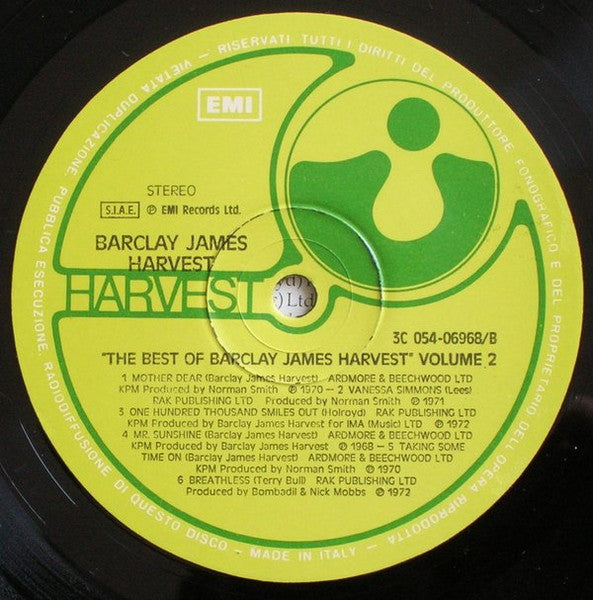 VIETATA DUPLICAZIONE. PUBBLICA ESECUZIONE. RADIODIFFUSIONE DI QUESTO DISCO - MADE IN ITALY - RISERVATI TUTTI I DIRITTI DEL PRODUTTORE FONOGRAFICO E DEL PROPRIETARIO DELL'OPERA RIPRODOTTA
EMI
STEREO
S.I.A.E. ℗ EMI Records Ltd.
BARCLAY JAMES
HARVEST
HARVEST
yd) R
r) Ltd
3C 054-06968/B
"THE BEST OF BARCLAY JAMES HARVEST" VOLUME 2
1 MOTHER DEAR (Barclay James Harvest) ARDMORE & BEECHWOOD LTD
KPM Produced by Norman Smith ℗ 1970 - 2 VANESSA SIMMONS (Lees)
RAK PUBLISHING LTD Produced by Norman Smith ℗ 1971
3 ONE HUNDRED THOUSAND SMILES OUT (Holroyd) RAK PUBLISHING LTD
KPM Produced by Barclay James Harvest for IMA (Music) LTD ℗ 1972
4 MR. SUNSHINE (Barclay James Harvest) ARDMORE & BEECHWOOD LTD
KPM Produced by Barclay James Harvest ℗ 1968 - 5 TAKING SOME
TIME ON (Barclay James Harvest) ARDMORE & BEECHWOOD LTD
KPM Produced by Norman Smith ℗ 1970
6 BREATHLESS (Terry Bull) RAK PUBLISHING LTD
Produced by Bombadil & Nick Mobbs ℗ 1972